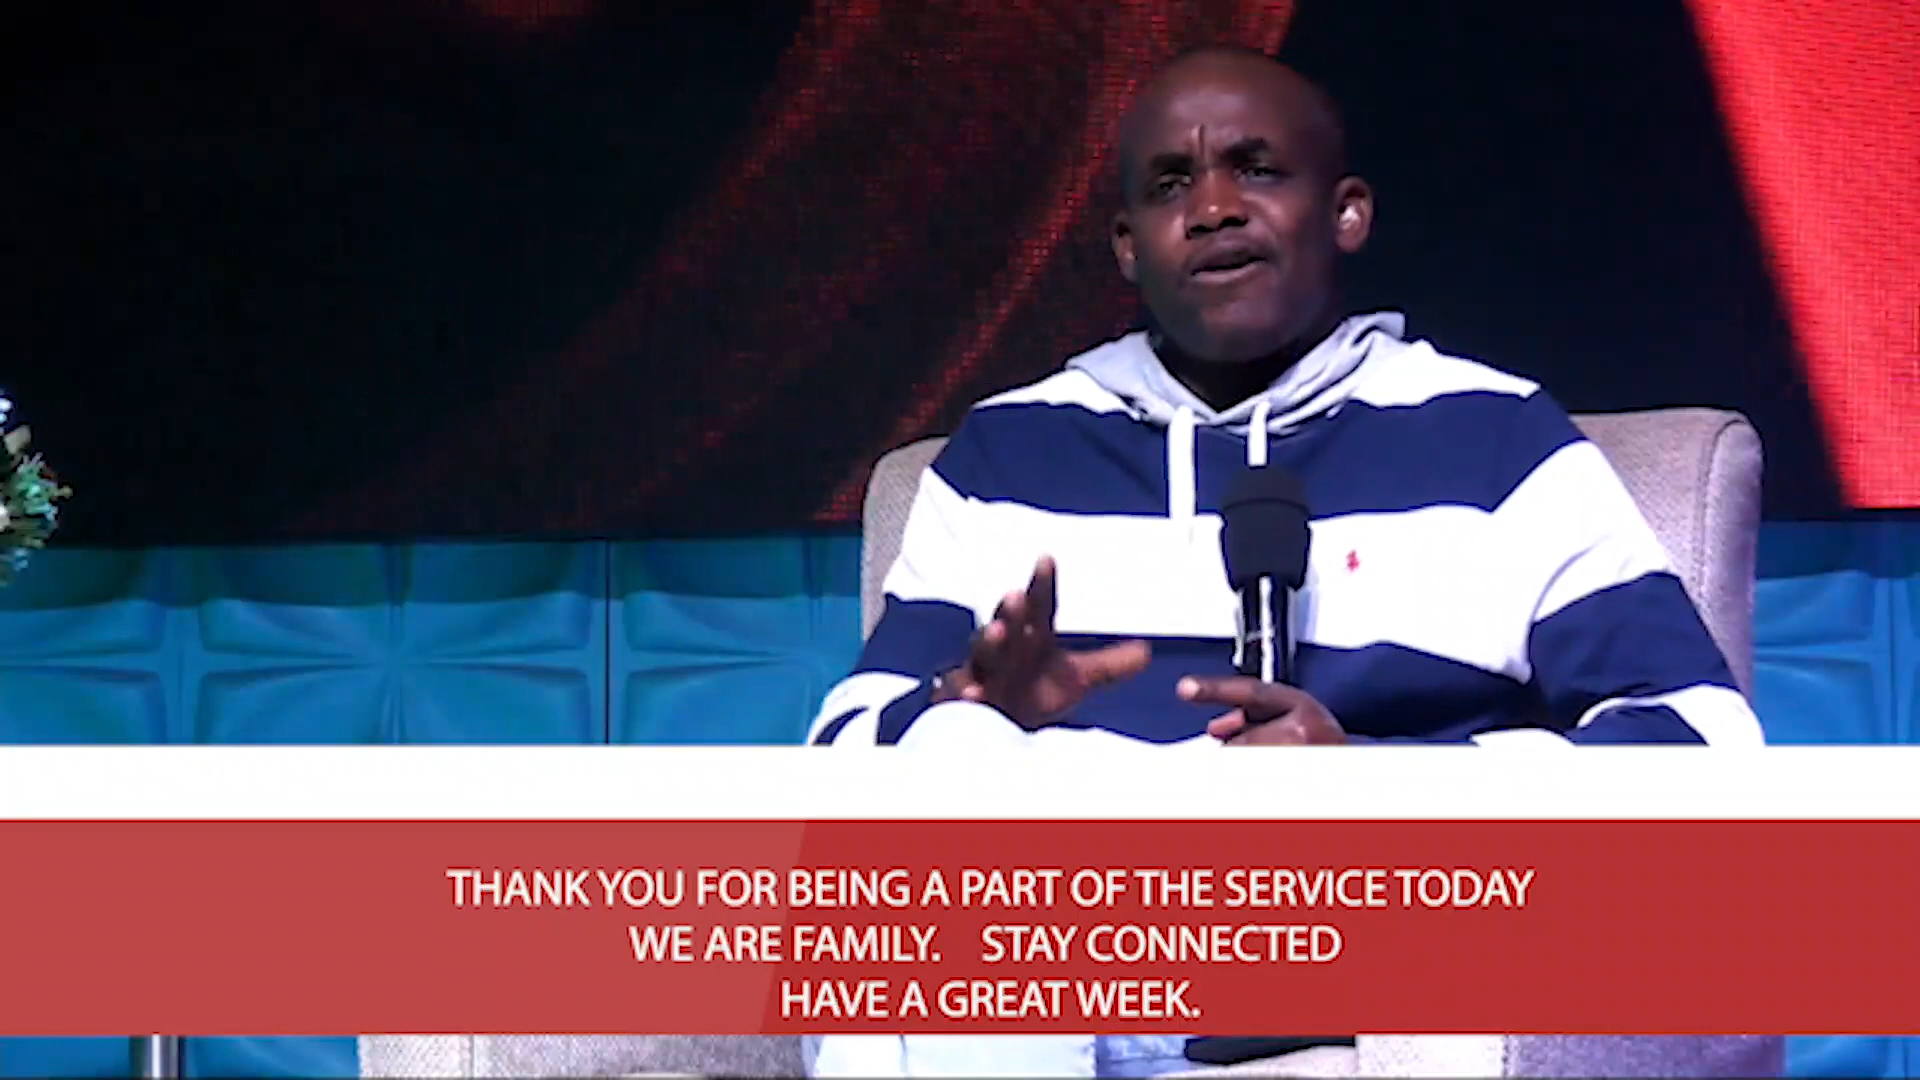 THANK YOU FOR BEING A PART OF THE SERVICE TODAY
WE ARE FAMILY. STAY CONNECTED
HAVE A GREAT WEEK.